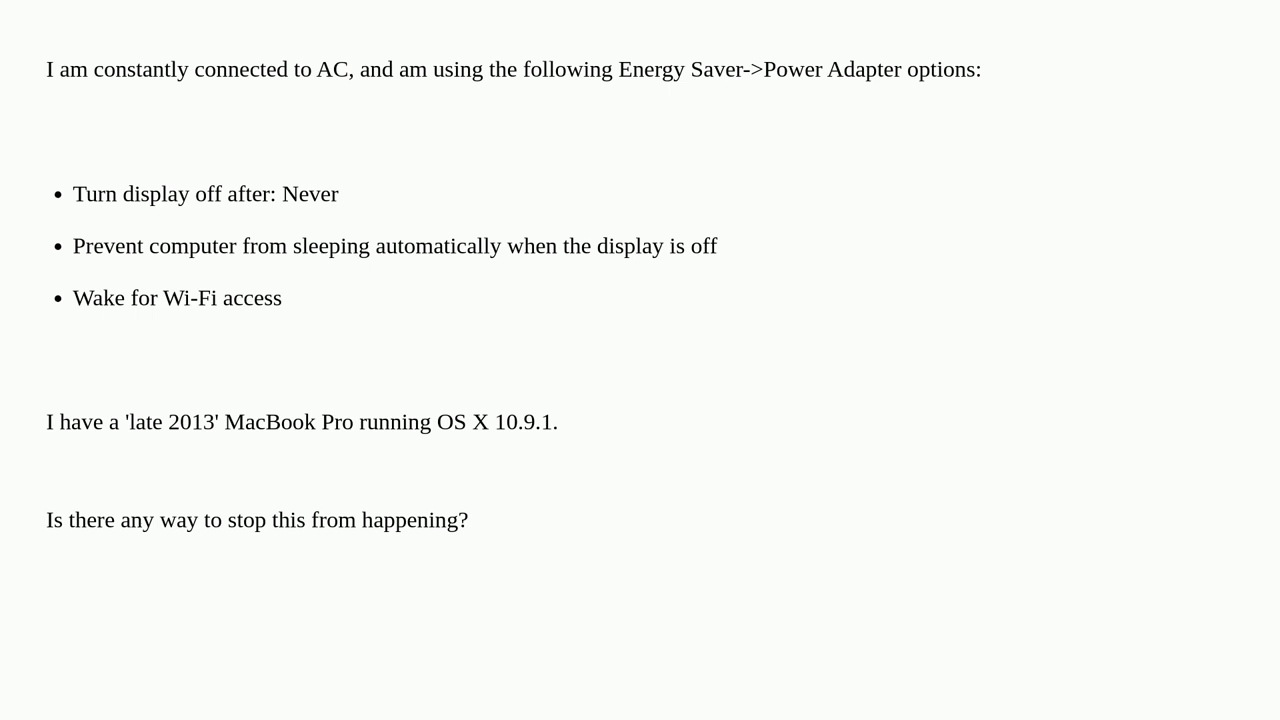 I am constantly connected to AC, and am using the following Energy Saver->Power Adapter options:
• Turn display off after: Never
• Prevent computer from sleeping automatically when the display is off
• Wake for Wi-Fi access
I have a 'late 2013' MacBook Pro running OS X 10.9.1.
Is there any way to stop this from happening?